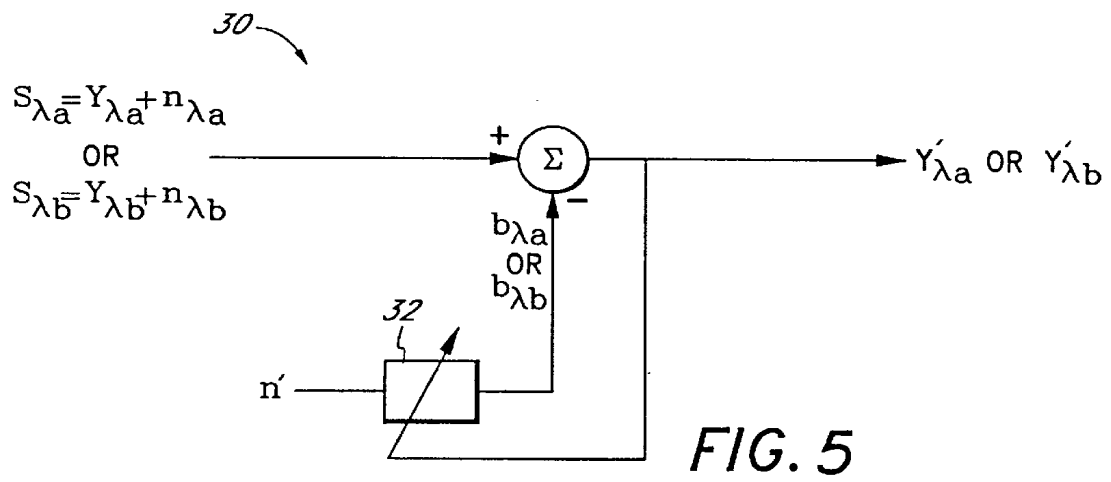 30
Sλa=Yλa+nλa
OR
Sλb=Yλb+nλb
+
Σ
−
Y′λa OR Y′λb
bλa
OR
bλb
32
n′
FIG. 5